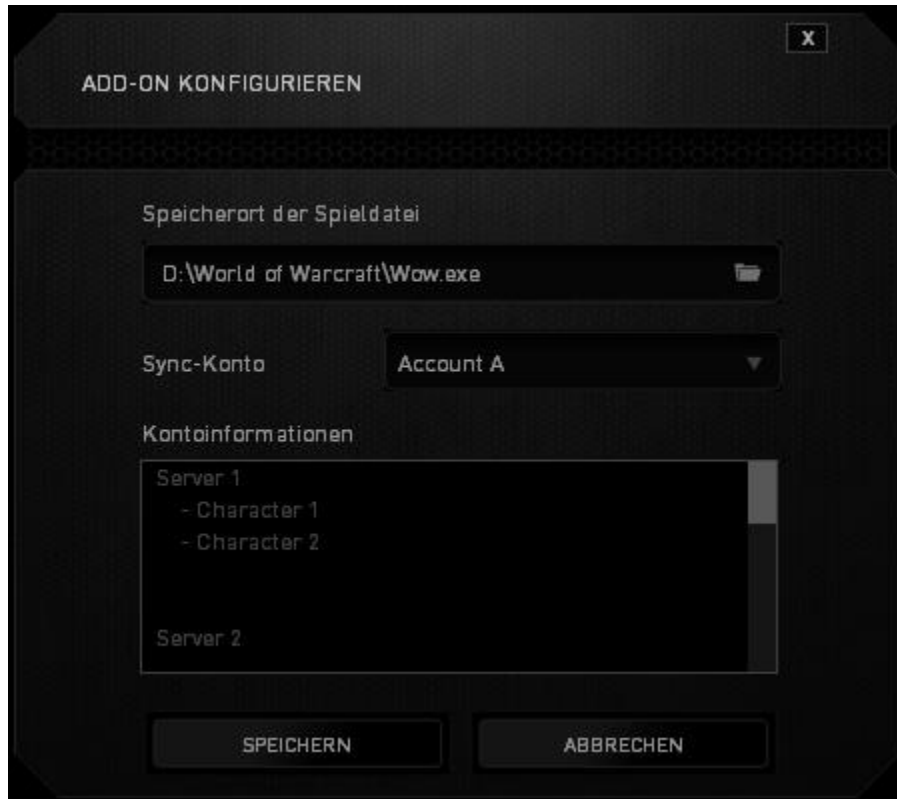 X
ADD-ON KONFIGURIEREN
Speicherort der Spieldatei
D:\World of Warcraft\Wow.exe
Sync-Konto
Account A
Kontoinformationen
Server 1
- Character 1
- Character 2
Server 2
SPEICHERN
ABBRECHEN